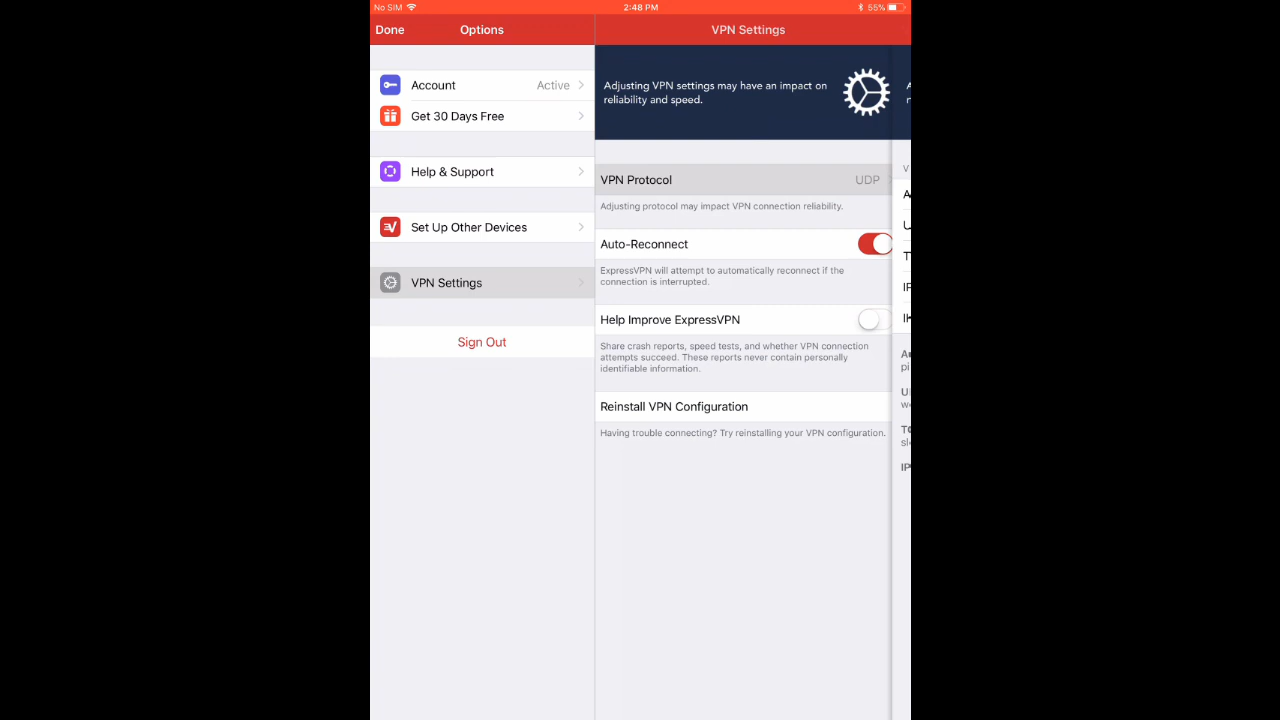 No SIM
2:48 PM
55%
Done
Options
Account
Active
Get 30 Days Free
Help & Support
Set Up Other Devices
VPN Settings
Sign Out
VPN Settings
Adjusting VPN settings may have an impact on
reliability and speed.
VPN Protocol
UDP
Adjusting protocol may impact VPN connection reliability.
Auto-Reconnect
ExpressVPN will attempt to automatically reconnect if the
connection is interrupted.
Help Improve ExpressVPN
Share crash reports, speed tests, and whether VPN connection
attempts succeed. These reports never contain personally
identifiable information.
Reinstall VPN Configuration
Having trouble connecting? Try reinstalling your VPN configuration.